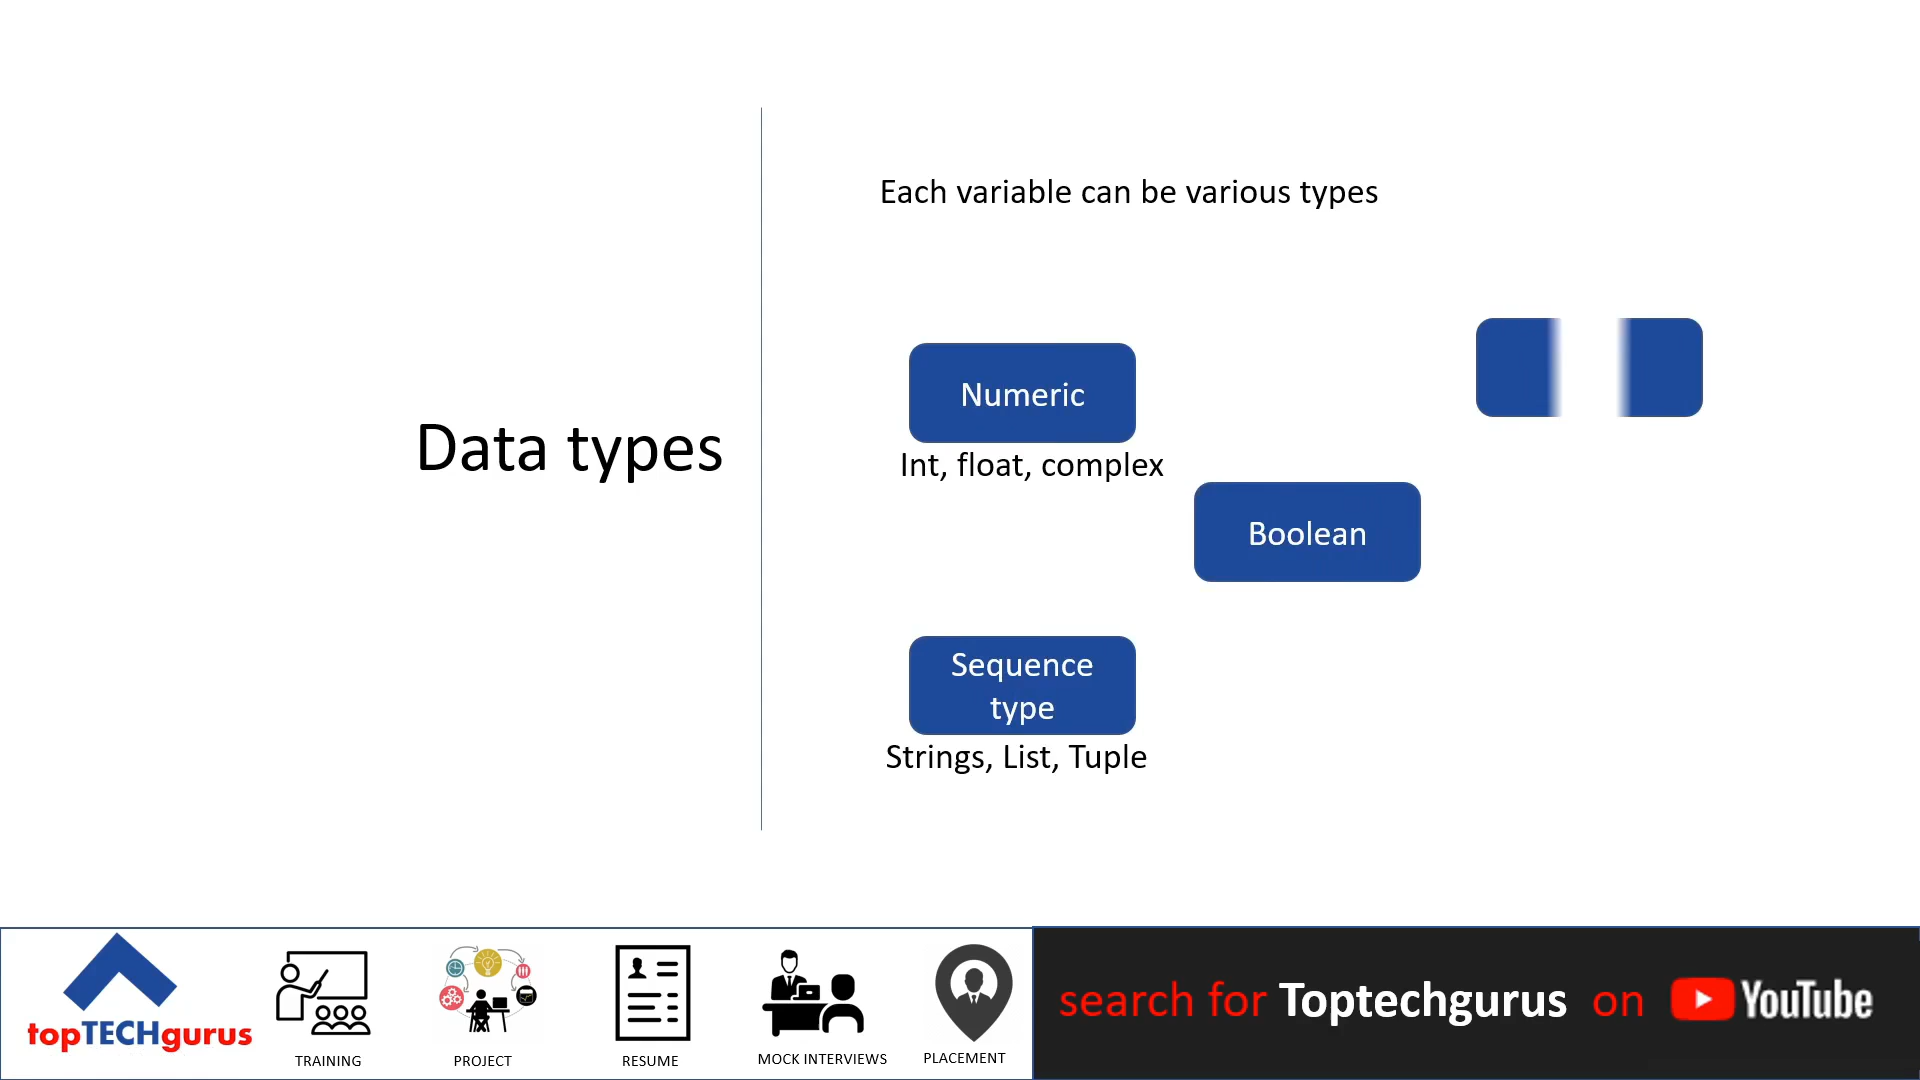 Each variable can be various types
Data types
Numeric
Int, float, complex
Boolean
Sequence
type
Strings, List, Tuple
topTECHgurus
TRAINING
PROJECT
RESUME
MOCK INTERVIEWS
PLACEMENT
search for Toptechgurus on YouTube